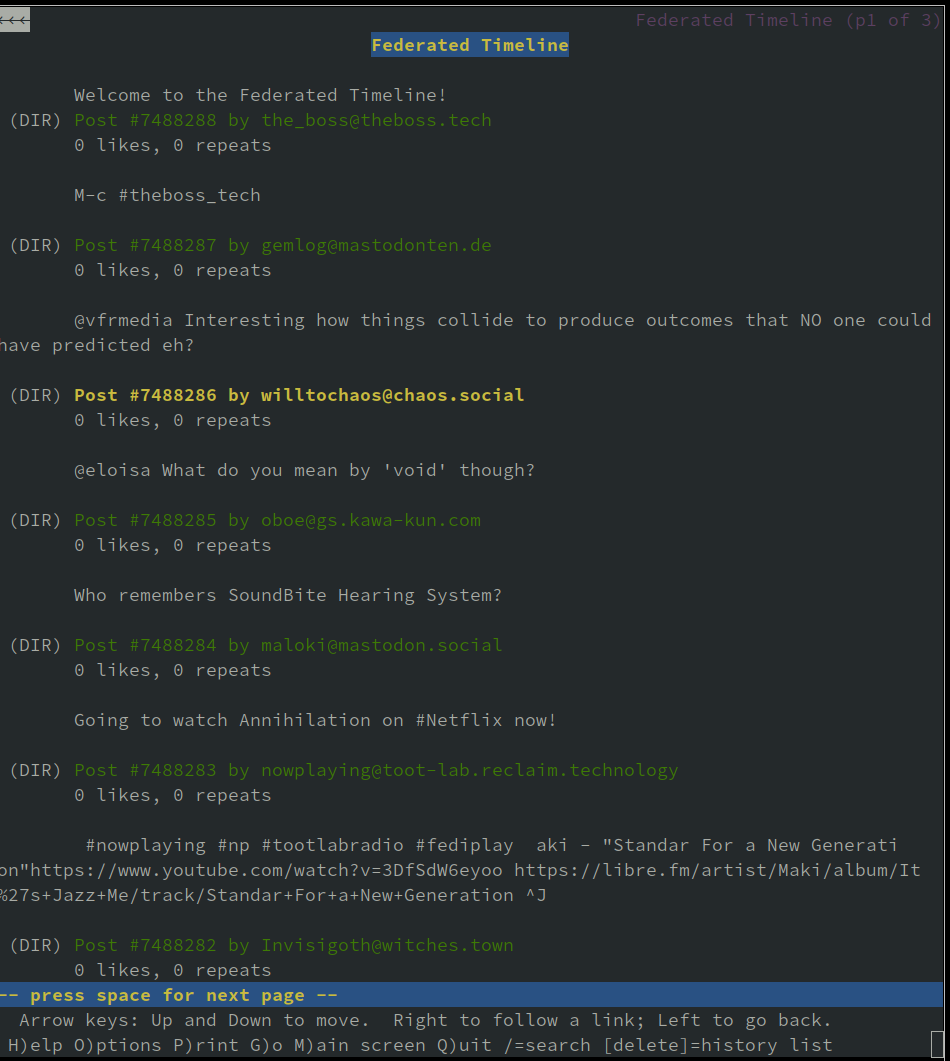 <<< Federated Timeline (p1 of 3)
Federated Timeline
Welcome to the Federated Timeline!
(DIR) Post #7488288 by the_boss@theboss.tech
0 likes, 0 repeats
M-c #theboss_tech
(DIR) Post #7488287 by gemlog@mastodonten.de
0 likes, 0 repeats
@vfrmedia Interesting how things collide to produce outcomes that NO one could
have predicted eh?
(DIR) Post #7488286 by willtochaos@chaos.social
0 likes, 0 repeats
@eloisa What do you mean by 'void' though?
(DIR) Post #7488285 by oboe@gs.kawa-kun.com
0 likes, 0 repeats
Who remembers SoundBite Hearing System?
(DIR) Post #7488284 by maloki@mastodon.social
0 likes, 0 repeats
Going to watch Annihilation on #Netflix now!
(DIR) Post #7488283 by nowplaying@toot-lab.reclaim.technology
0 likes, 0 repeats
#nowplaying #np #tootlabradio #fediplay  aki - "Standar For a New Generati
on"https://www.youtube.com/watch?v=3DfSdW6eyoo https://libre.fm/artist/Maki/album/It
%27s+Jazz+Me/track/Standar+For+a+New+Generation ^J
(DIR) Post #7488282 by Invisigoth@witches.town
0 likes, 0 repeats
-- press space for next page --
Arrow keys: Up and Down to move.  Right to follow a link; Left to go back.
H)elp O)ptions P)rint G)o M)ain screen Q)uit /=search [delete]=history list